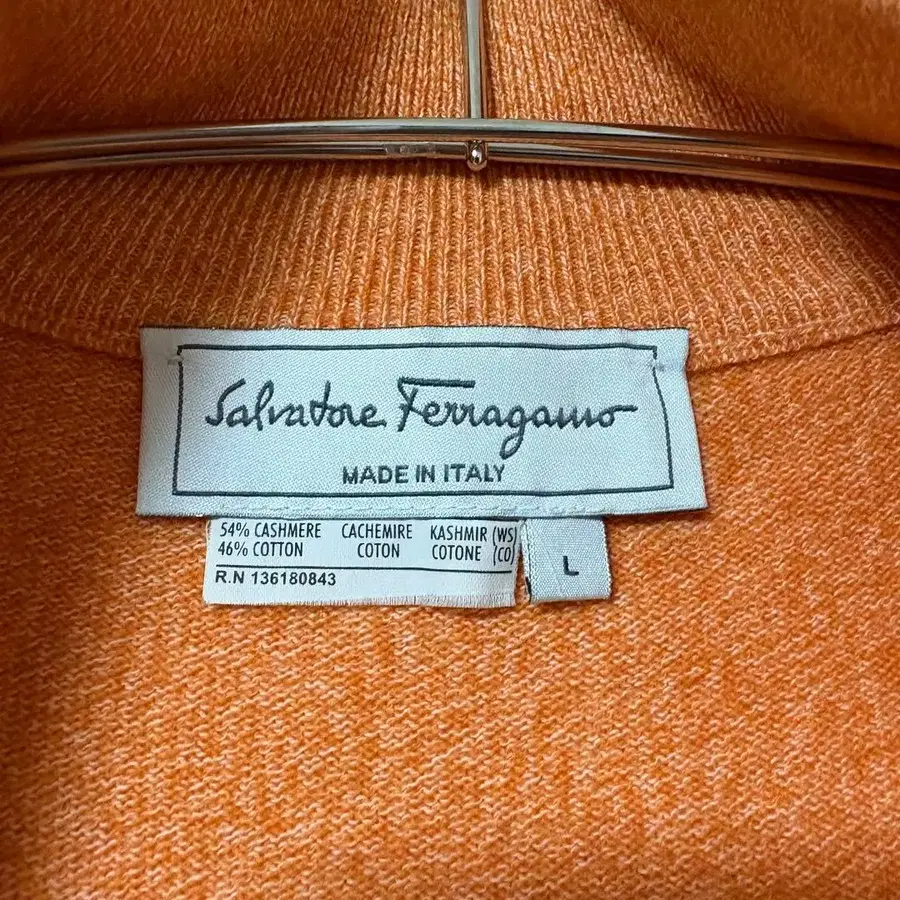 Salvatore Ferragamo
MADE IN ITALY
54% CASHMERE CACHEMIRE KASHMIR (WS)
46% COTTON COTON COTONE (CO)
R.N 136180843
L